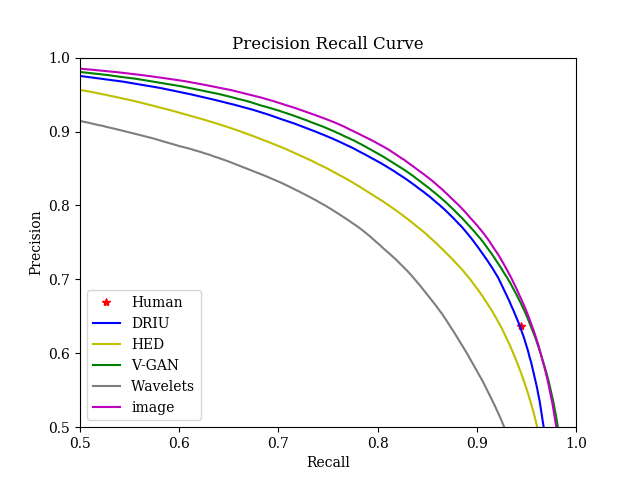 Precision Recall Curve
1.0
0.9
0.8
0.7
0.6
0.5
Precision
Human
DRIU
HED
V-GAN
Wavelets
image
0.5 0.6 0.7 0.8 0.9 1.0
Recall